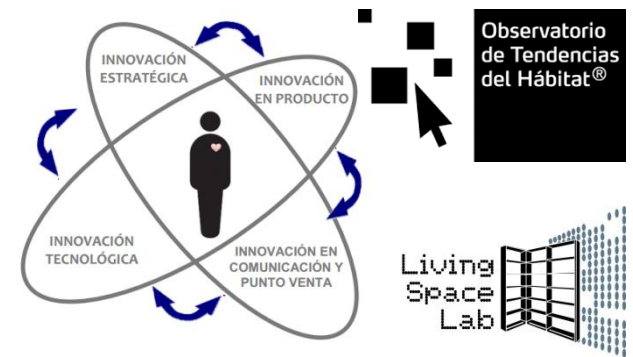 INNOVACIÓN
ESTRATÉGICA
INNOVACIÓN
EN PRODUCTO
INNOVACIÓN
TECNOLÓGICA
INNOVACIÓN EN
COMUNICACIÓN Y
PUNTO VENTA
Observatorio
de Tendencias
del Hábitat®
Living
Space
Lab